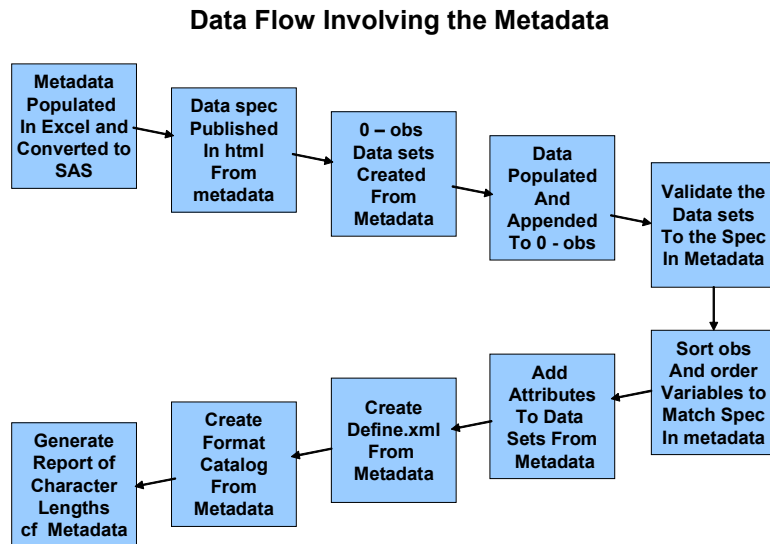 Data Flow Involving the Metadata
Metadata
Populated
In Excel and
Converted to
SAS
Data spec
Published
In html
From
metadata
0 – obs
Data sets
Created
From
Metadata
Data
Populated
And
Appended
To 0 - obs
Validate the
Data sets
To the Spec
In Metadata
Sort obs
And order
Variables to
Match Spec
In metadata
Add
Attributes
To Data
Sets From
Metadata
Create
Define.xml
From
Metadata
Create
Format
Catalog
From
Metadata
Generate
Report of
Character
Lengths
cf Metadata